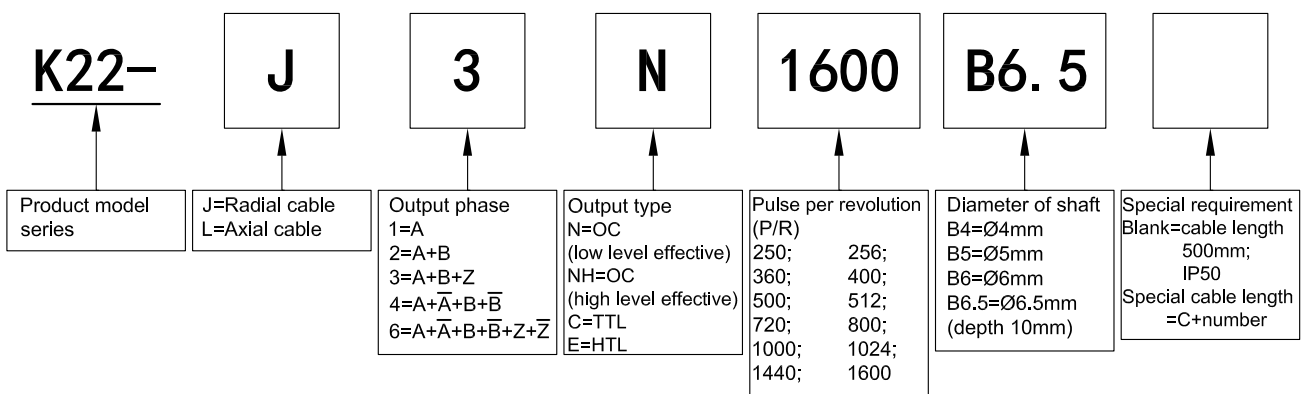 K22- J 3 N 1600 B6.5
Product model
series
J=Radial cable
L=Axial cable
Output phase
1=A
2=A+B
3=A+B+Z
4=A+A̅+B+B̅
6=A+A̅+B+B̅+Z+Z̅
Output type
N=OC
(low level effective)
NH=OC
(high level effective)
C=TTL
E=HTL
Pulse per revolution
(P/R)
250; 256;
360; 400;
500; 512;
720; 800;
1000; 1024;
1440; 1600
Diameter of shaft
B4=Ø4mm
B5=Ø5mm
B6=Ø6mm
B6.5=Ø6.5mm
(depth 10mm)
Special requirement
Blank=cable length
500mm;
IP50
Special cable length
=C+number